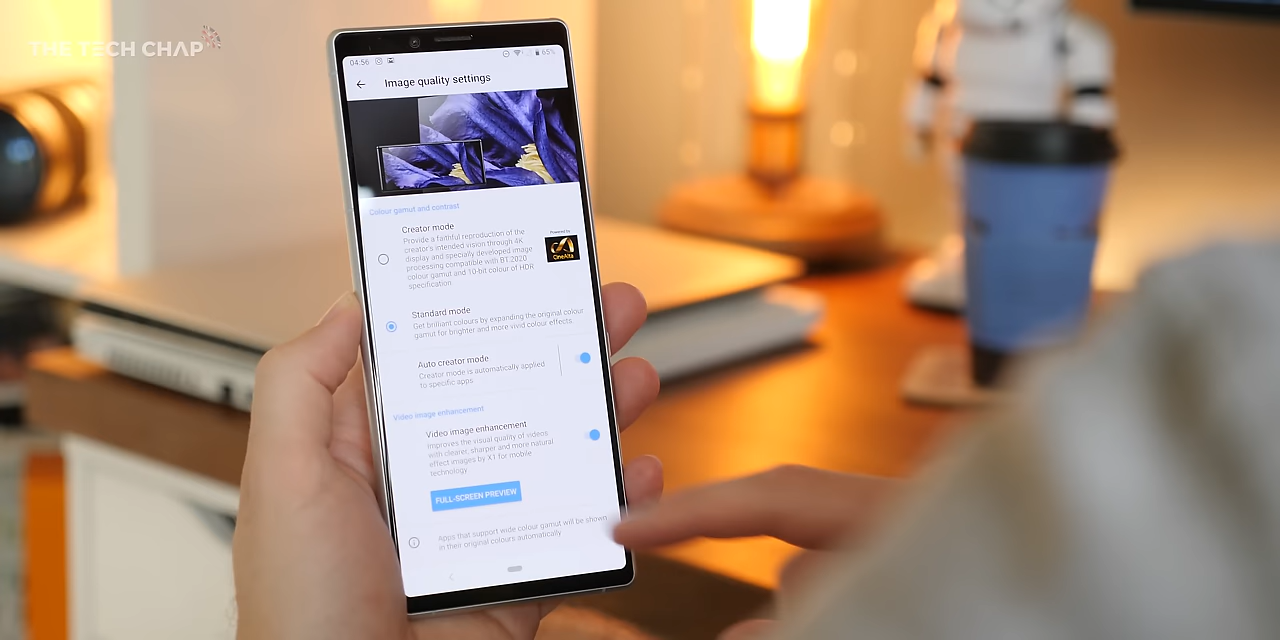 THE TECH CHAP
04:56
65%
Image quality settings
Colour gamut and contrast
Creator mode
Provide a faithful reproduction of the
creator's intended vision through 4K
display and specially developed image
processing compatible with BT.2020
colour gamut and 10-bit colour of HDR
specification
Powered by
CineAlta
Standard mode
Get brilliant colours by expanding the original colour
gamut for brighter and more vivid colour effects.
Auto creator mode
Creator mode is automatically applied
to specific apps
Video image enhancement
Video image enhancement
Improves the visual quality of videos
with clearer, sharper and more natural
effect images by X1 for mobile
technology
FULL-SCREEN PREVIEW
Apps that support wide colour gamut will be shown
in their original colours automatically